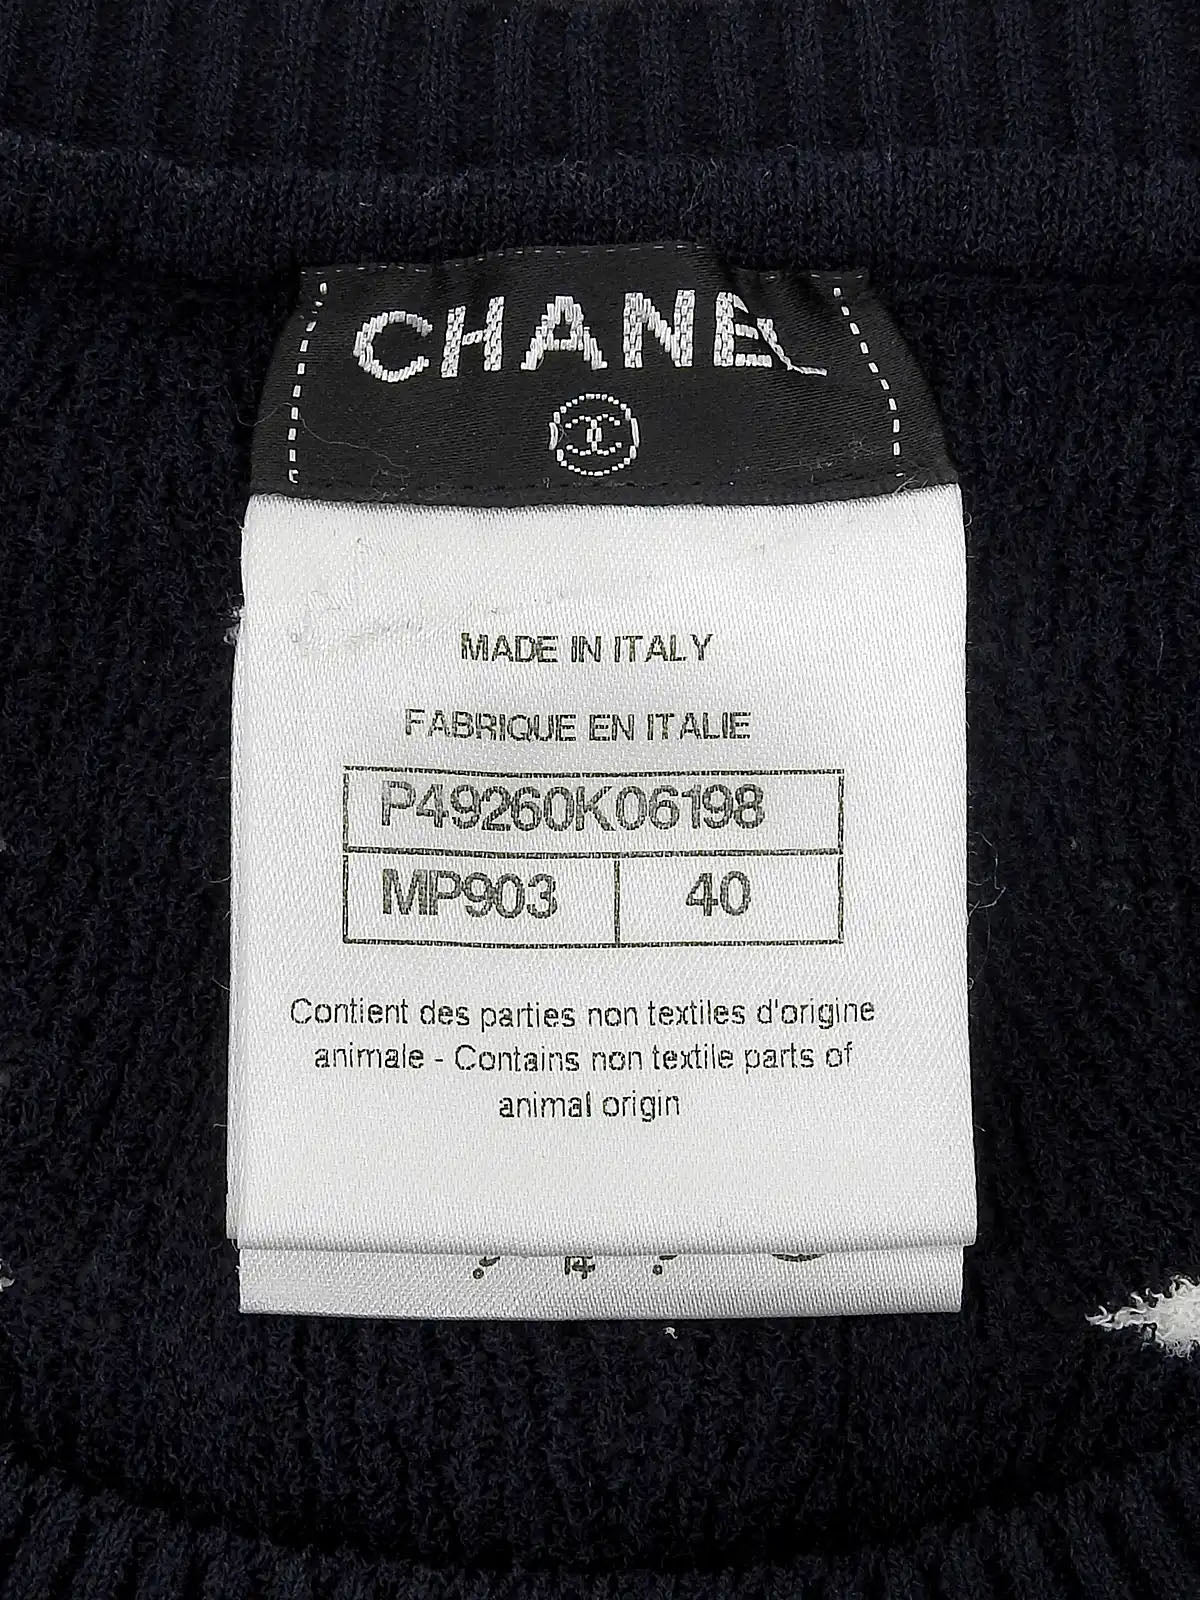 CHANEL
MADE IN ITALY
FABRIQUE EN ITALIE
P49260K06198
MP903 40
Contient des parties non textiles d'origine
animale - Contains non textile parts of
animal origin